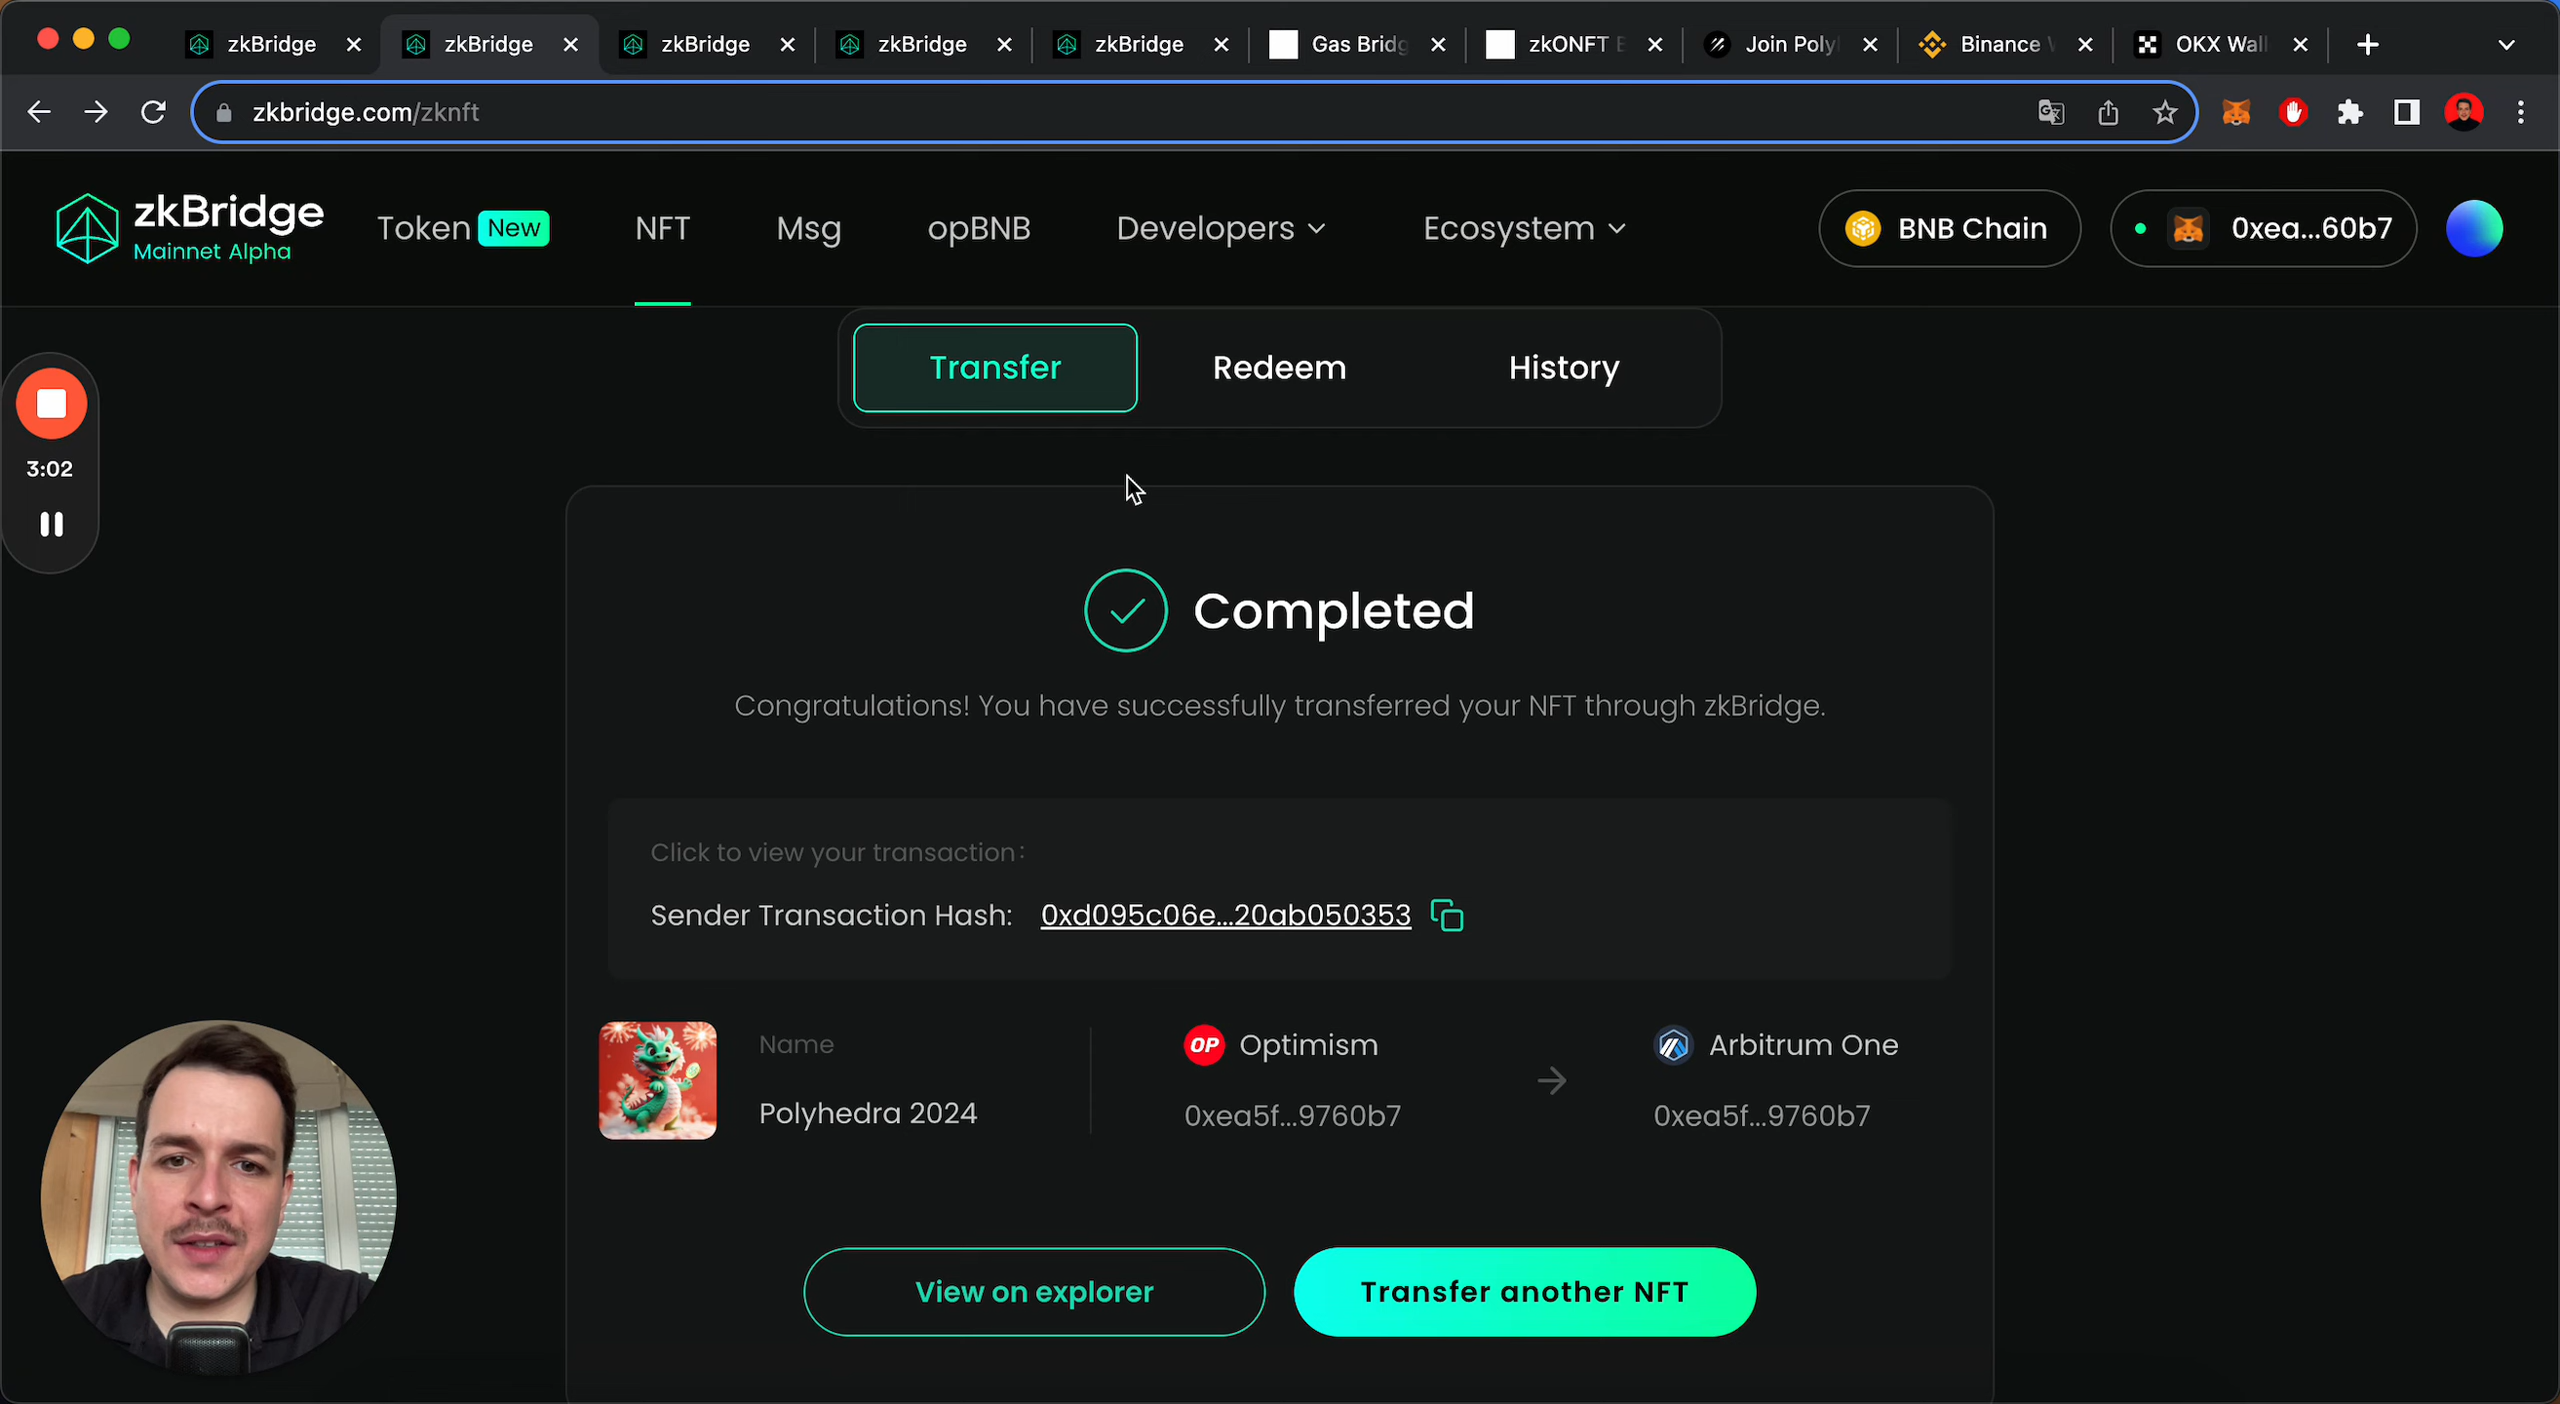 zkBridge
zkBridge
zkBridge
zkBridge
zkBridge
Gas Bridg
zkONFT
Join Poly
Binance
OKX Wal
zkbridge.com/zknft
zkBridge
Mainnet Alpha
Token New
NFT
Msg
opBNB
Developers
Ecosystem
BNB Chain
0xea...60b7
Transfer
Redeem
History
3:02
Completed
Congratulations! You have successfully transferred your NFT through zkBridge.
Click to view your transaction:
Sender Transaction Hash: 0xd095c06e...20ab050353
Name
Polyhedra 2024
OP Optimism
0xea5f...9760b7
Arbitrum One
0xea5f...9760b7
View on explorer
Transfer another NFT